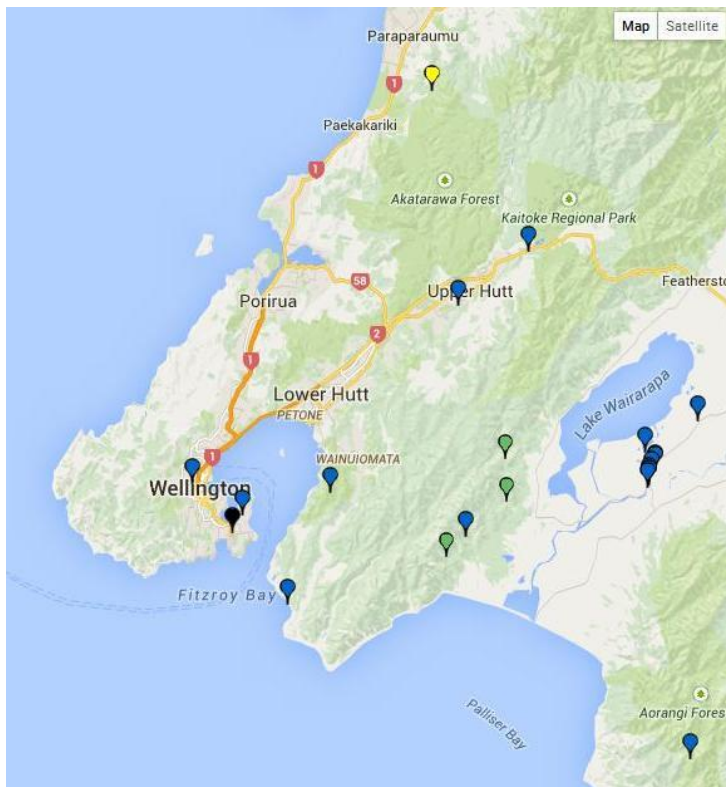 Paraparaumu
Map Satellite
1
Paekakariki
1
Akatarawa Forest
Kaitoke Regional Park
58
Upper Hutt
Feathersto
Porirua
2
1
Lower Hutt
PETONE
Lake Wairarapa
1
WAINUIOMATA
Wellington
Fitzroy Bay
Palliser Bay
Aorangi Fores